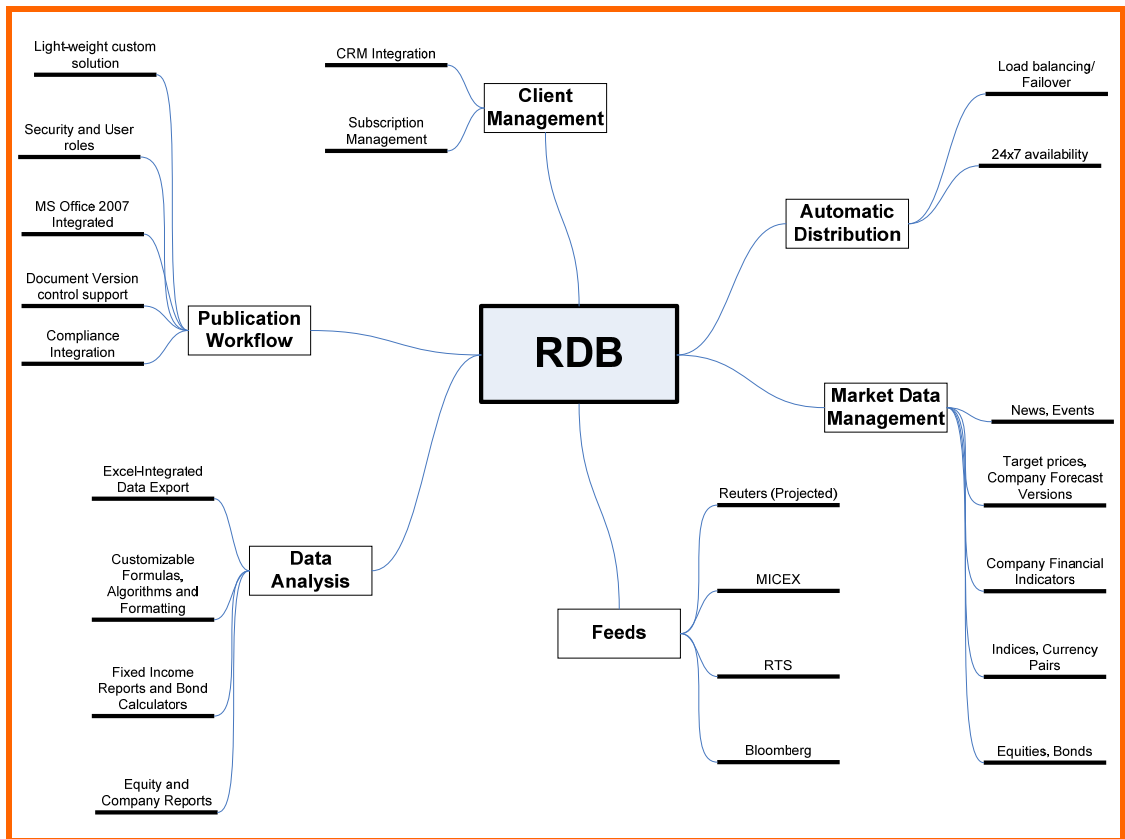 Light-weight custom
solution
Security and User
roles
MS Office 2007
Integrated
Document Version
control support
Compliance
Integration
Publication
Workflow
CRM Integration
Subscription
Management
Client
Management
Load balancing/
Failover
24x7 availability
Automatic
Distribution
RDB
Market Data
Management
News, Events
Target prices,
Company Forecast
Versions
Company Financial
Indicators
Indices, Currency
Pairs
Equities, Bonds
Excel-Integrated
Data Export
Customizable
Formulas,
Algorithms and
Formatting
Fixed Income
Reports and Bond
Calculators
Equity and
Company Reports
Data
Analysis
Feeds
Reuters (Projected)
MICEX
RTS
Bloomberg